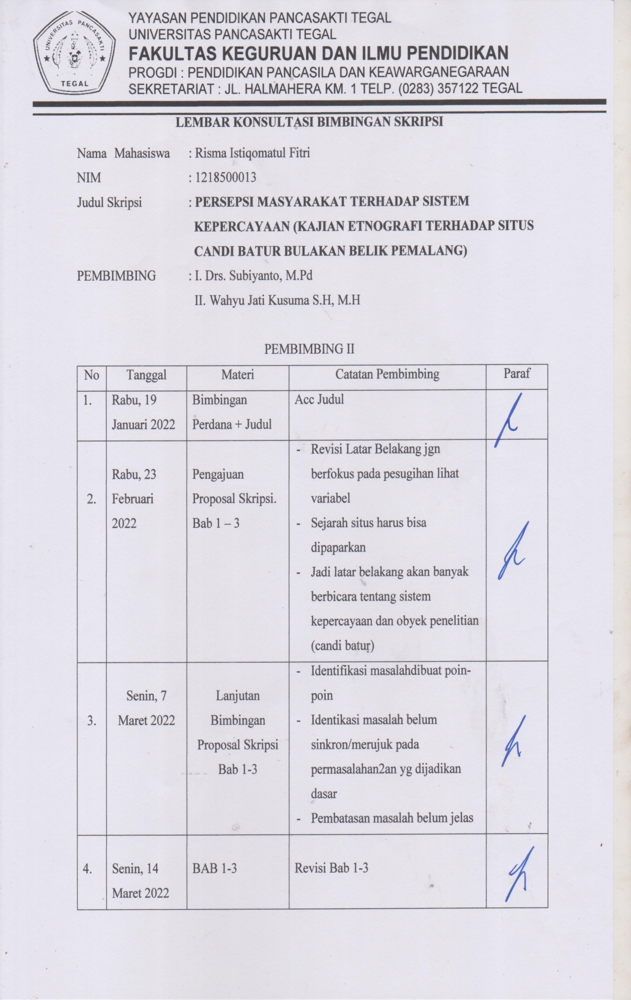 UNIVERSITAS PANCASAKTI
TEGAL
YAYASAN PENDIDIKAN PANCASAKTI TEGAL
UNIVERSITAS PANCASAKTI TEGAL
FAKULTAS KEGURUAN DAN ILMU PENDIDIKAN
PROGDI : PENDIDIKAN PANCASILA DAN KEAWARGANEGARAAN
SEKRETARIAT : JL. HALMAHERA KM. 1 TELP. (0283) 357122 TEGAL
LEMBAR KONSULTASI BIMBINGAN SKRIPSI
Nama Mahasiswa : Risma Istiqomatul Fitri
NIM : 1218500013
Judul Skripsi : PERSEPSI MASYARAKAT TERHADAP SISTEM
KEPERCAYAAN (KAJIAN ETNOGRAFI TERHADAP SITUS
CANDI BATUR BULAKAN BELIK PEMALANG)
PEMBIMBING : I. Drs. Subiyanto, M.Pd
II. Wahyu Jati Kusuma S.H, M.H
PEMBIMBING II
No Tanggal Materi Catatan Pembimbing Paraf
1. Rabu, 19 Bimbingan Acc Judul
Januari 2022 Perdana + Judul
- Revisi Latar Belakang jgn
Rabu, 23 Pengajuan berfokus pada pesugihan lihat
2. Februari Proposal Skripsi. variabel
2022 Bab 1 – 3 - Sejarah situs harus bisa
dipaparkan
- Jadi latar belakang akan banyak
berbicara tentang sistem
kepercayaan dan obyek penelitian
(candi batur)
- Identifikasi masalahdibuat poin-
Senin, 7 Lanjutan poin
3. Maret 2022 Bimbingan - Identikasi masalah belum
Proposal Skripsi sinkron/merujuk pada
Bab 1-3 permasalahan2an yg dijadikan
dasar
- Pembatasan masalah belum jelas
4. Senin, 14 BAB 1-3 Revisi Bab 1-3
Maret 2022